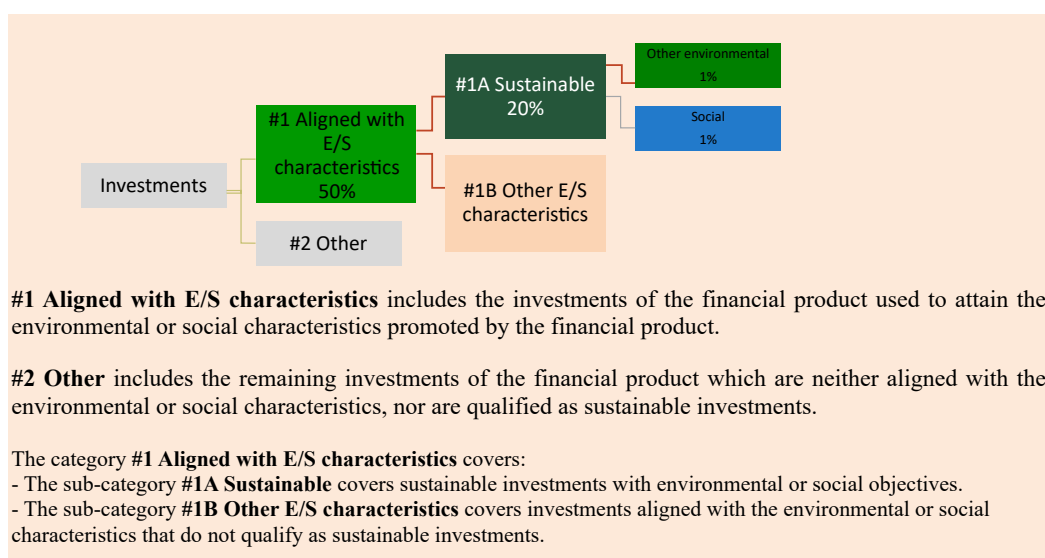 Other environmental
1%
#1A Sustainable
20%
Social
1%
#1 Aligned with
E/S
characteristics
50%
Investments
#1B Other E/S
characteristics
#2 Other
#1 Aligned with E/S characteristics includes the investments of the financial product used to attain the
environmental or social characteristics promoted by the financial product.
#2 Other includes the remaining investments of the financial product which are neither aligned with the
environmental or social characteristics, nor are qualified as sustainable investments.
The category #1 Aligned with E/S characteristics covers:
- The sub-category #1A Sustainable covers sustainable investments with environmental or social objectives.
- The sub-category #1B Other E/S characteristics covers investments aligned with the environmental or social
characteristics that do not qualify as sustainable investments.